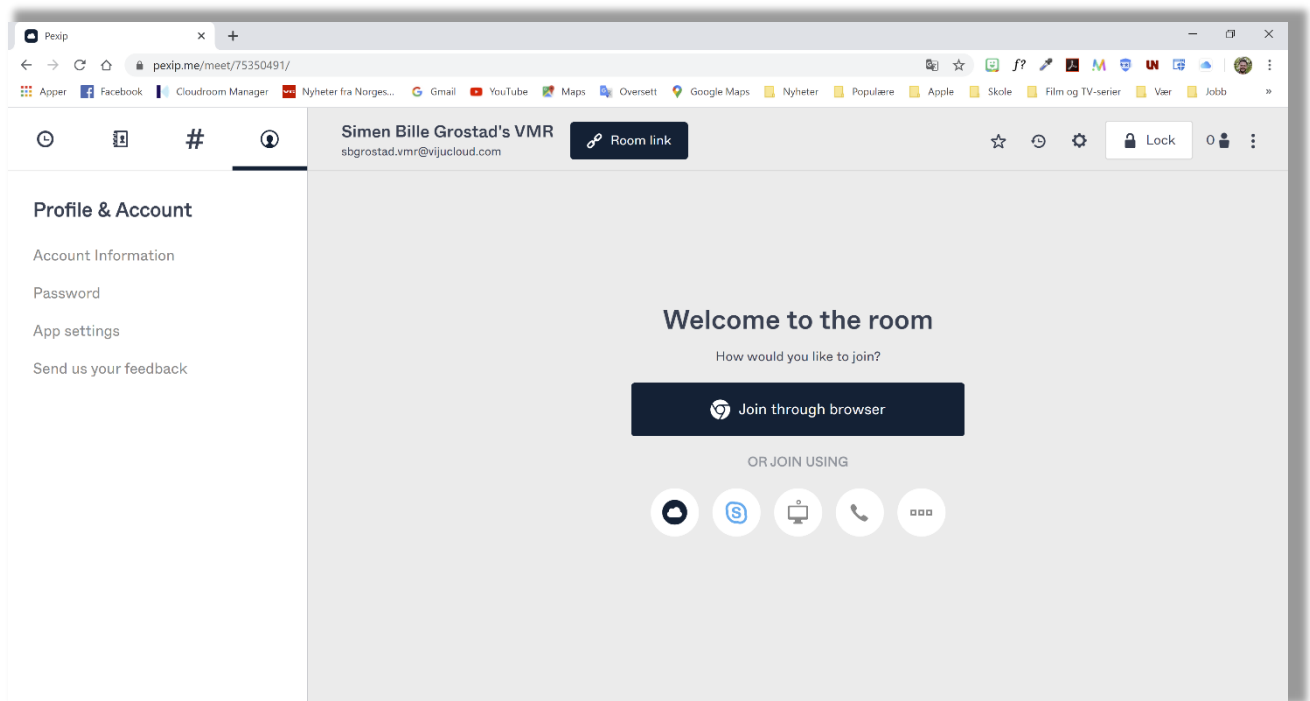 Pexip
pexip.me/meet/75350491/
f?
UN
Apper Facebook Cloudroom Manager Nyheter fra Norges... Gmail YouTube Maps Oversett Google Maps Nyheter Populære Apple Skole Film og TV-serier Vær Jobb »
# Simen Bille Grostad's VMR Room link Lock 0
sbgrostad.vmr@vijucloud.com
Profile & Account
Account Information
Password
App settings
Send us your feedback
Welcome to the room
How would you like to join?
Join through browser
OR JOIN USING
S